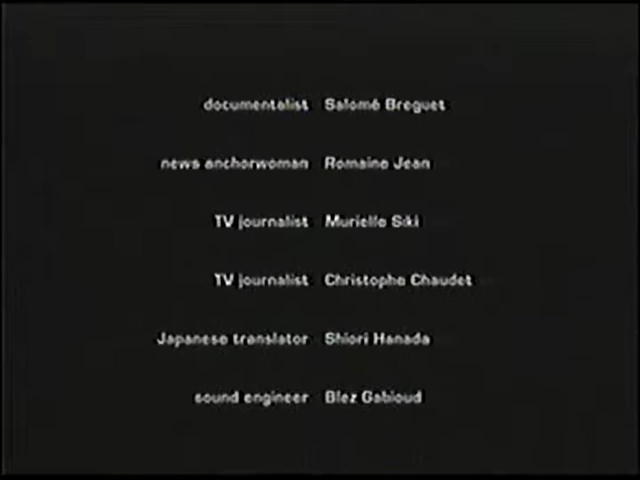 documentalist Salomé Breguet
news anchorwoman Romaine Jean
TV journalist Murielle Siki
TV journalist Christophe Chaudet
Japanese translator Shiori Hanada
sound engineer Blez Gabioud